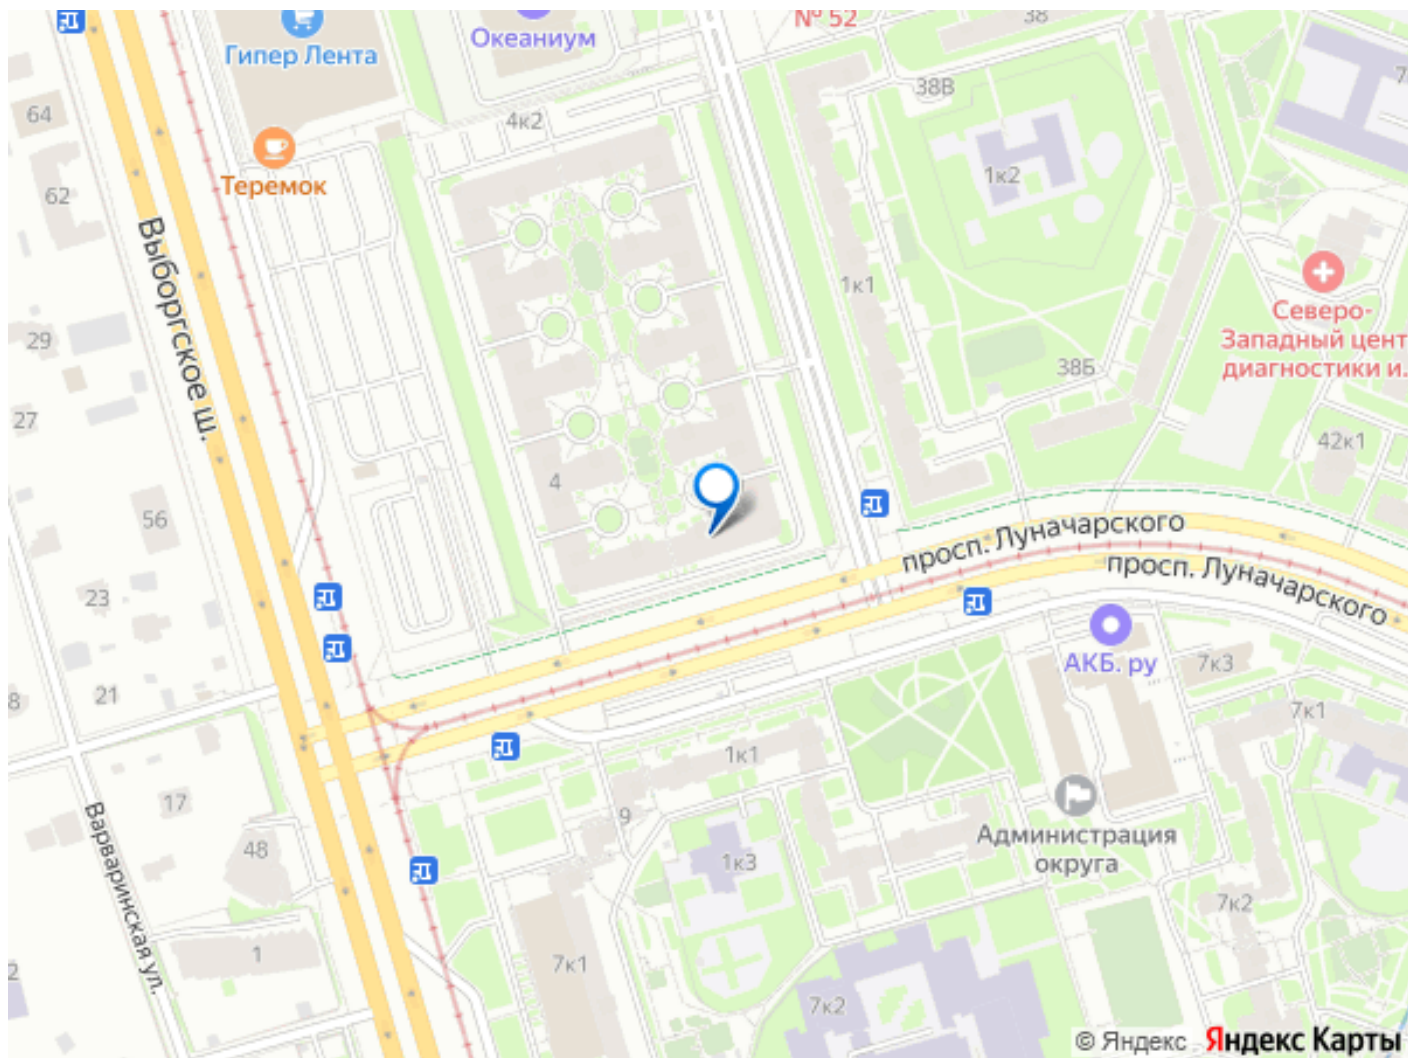 № 52
38
Океаниум
Гипер Лента
64
4к2
38В
62
Теремок
1к2
Выборгское ш.
1к1
Северо-
Западный цент
диагностики и.
29
38Б
27
42к1
4
56
просп. Луначарского
просп. Луначарского
23
АКБ. ру
7к3
21
7к1
1к1
17
9
Администрация
округа
Варваринская ул.
48
1к3
7к2
1
7к1
7к2
© Яндекс Яндекс Карты